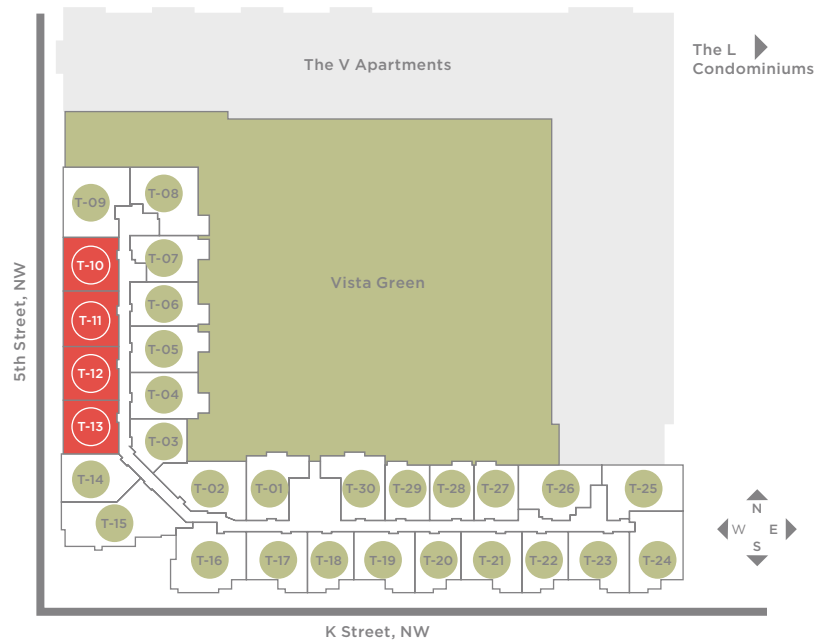 The V Apartments
The L
Condominiums
T-09
T-08
T-10
T-07
T-11
T-06
T-12
T-05
T-13
T-04
T-03
T-14
T-15
Vista Green
5th Street, NW
T-02
T-01
T-30
T-29
T-28
T-27
T-26
T-25
T-16
T-17
T-18
T-19
T-20
T-21
T-22
T-23
T-24
N
W E
S
K Street, NW